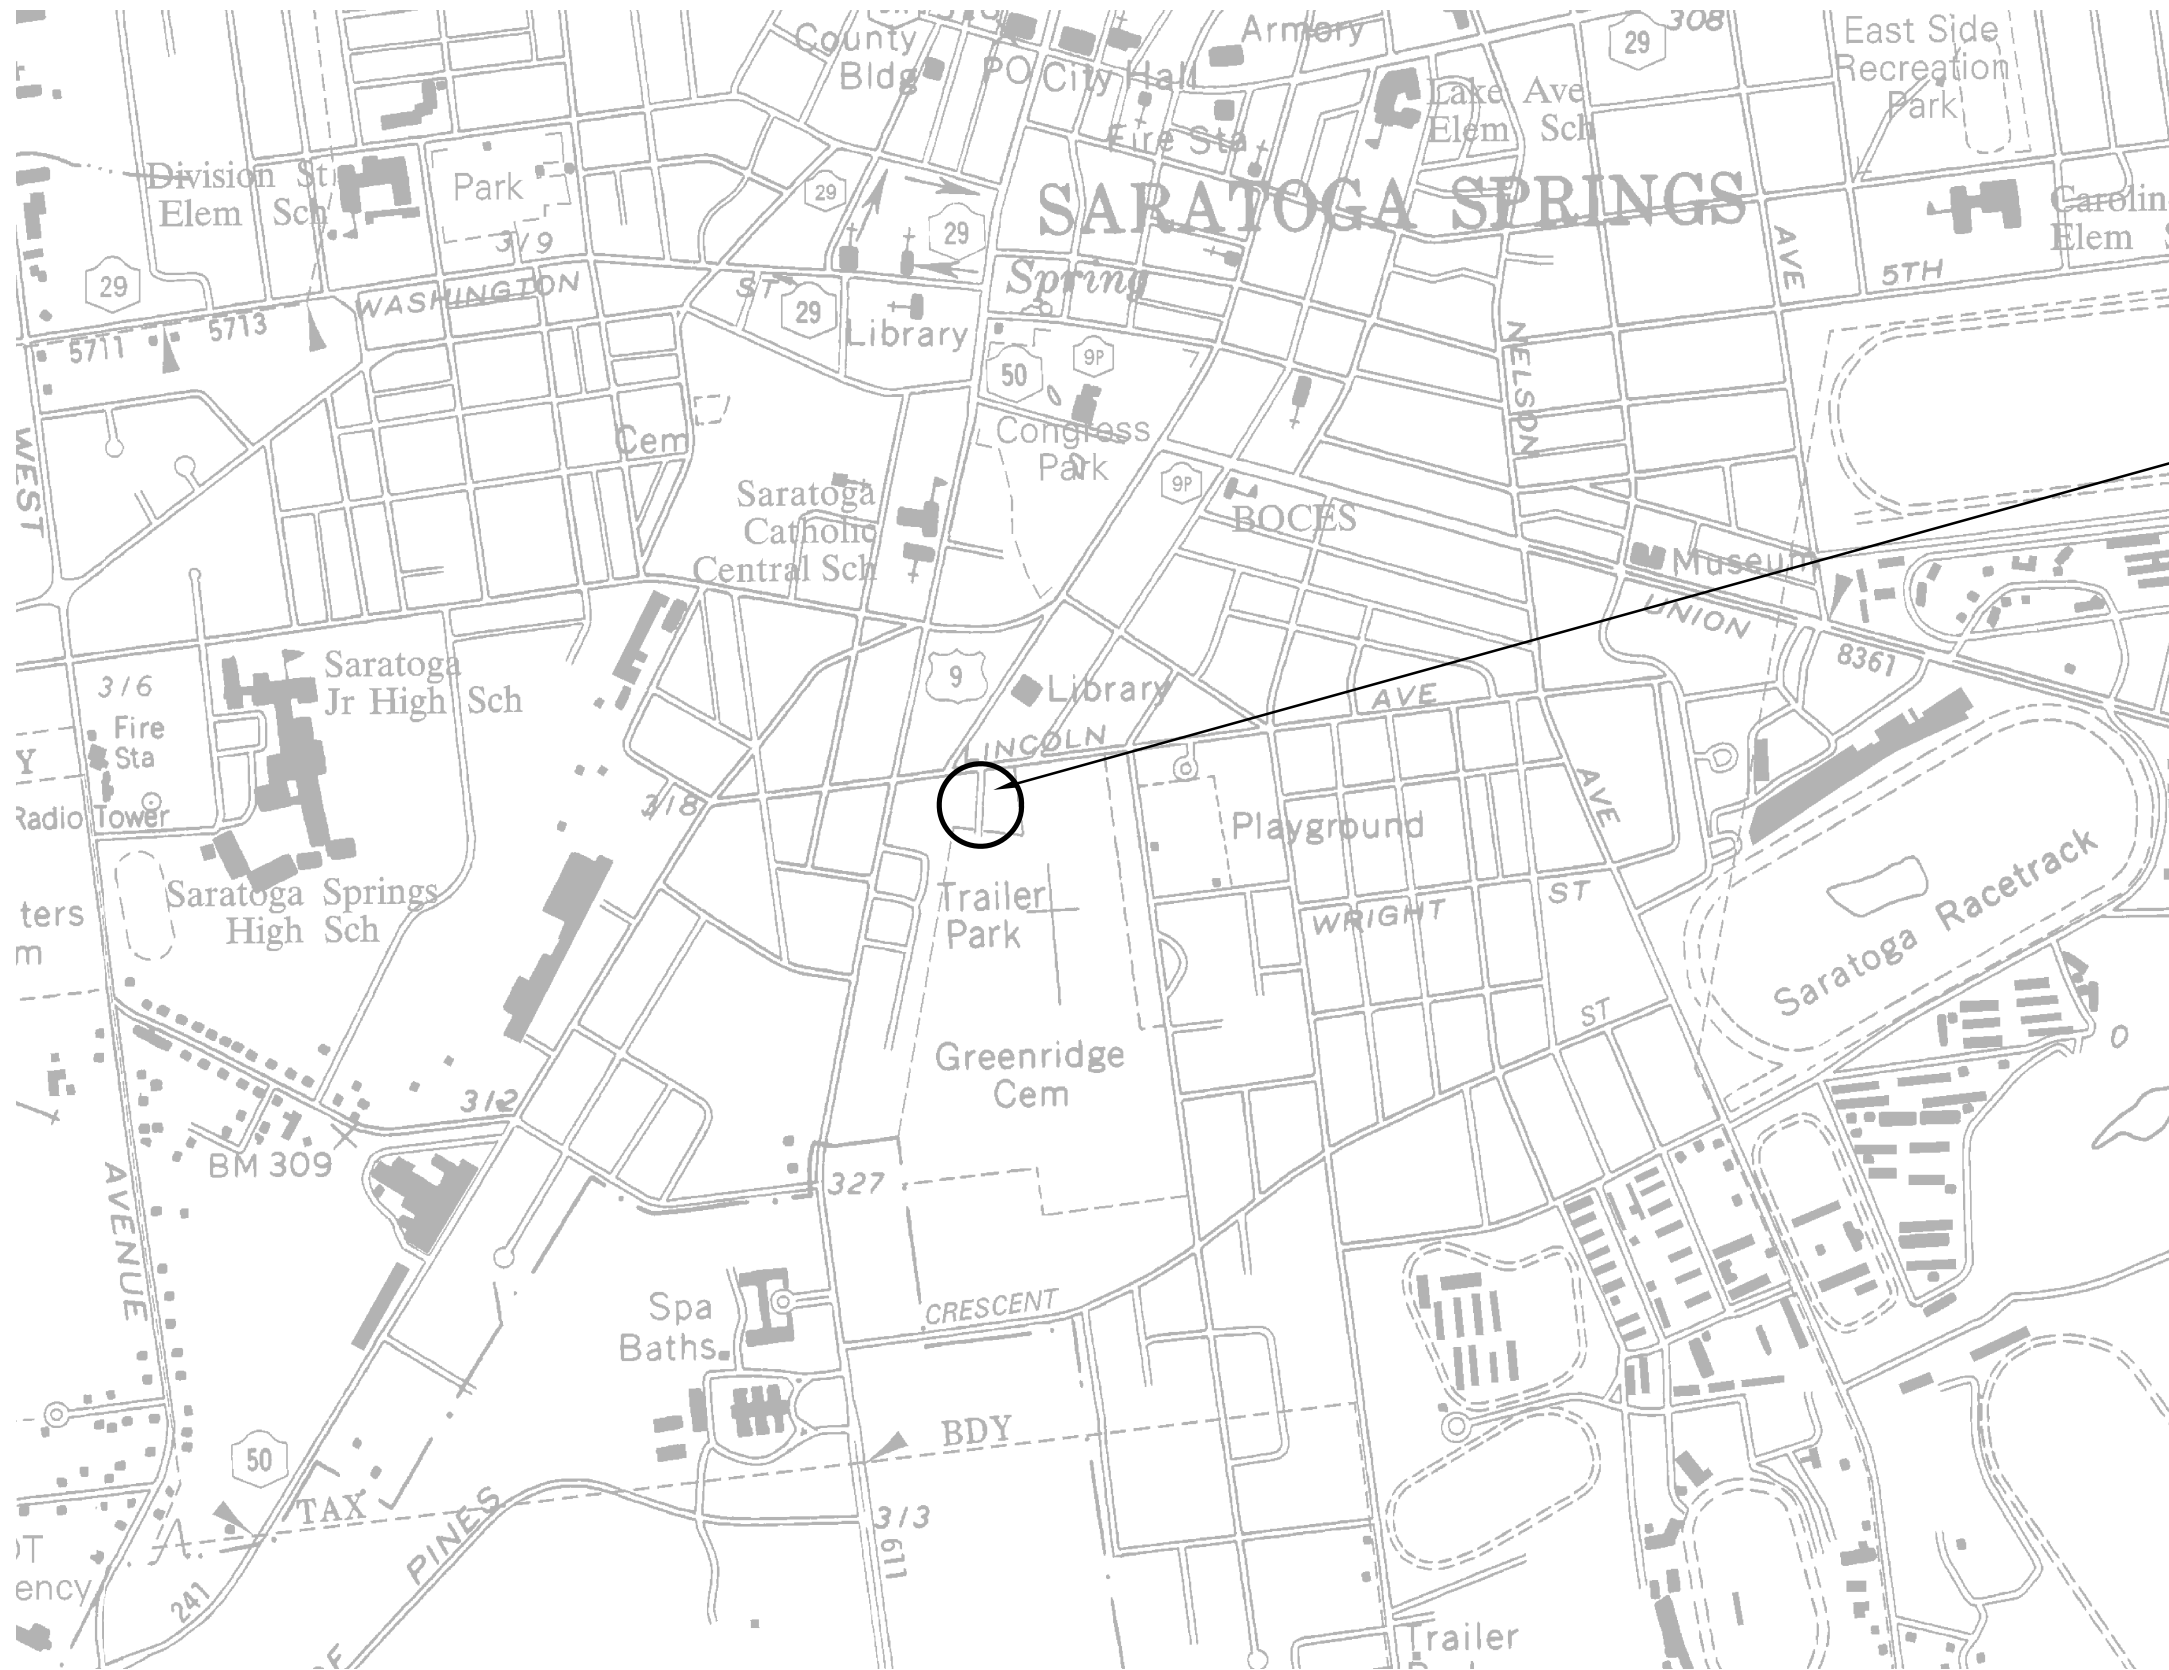 308
County
Bldg
PO
City Hall
Armory
29
East Side
Recreation
Park
Lake Ave
Elem Sch
Fire Sta
Division St
Elem Sch
Park
319
29
29
SARATOGA SPRINGS
Carolin
Elem S
29
5711
5713
WASHINGTON
ST
29
Library
Spring
AVE
5TH
50
9P
NELSON
Congress
Park
WEST
Cem
Saratoga
Catholic
Central Sch
9P
BOCES
Museum
UNION
8361
316
Fire
Sta
Y
Radio Tower
Saratoga
Jr High Sch
9
Library
LINCOLN
AVE
AVE
318
Playground
Saratoga Racetrack
Saratoga Springs
High Sch
ters
m
Trailer
Park
WRIGHT
ST
ST
Greenridge
Cem
312
BM 309
327
AVENUE
Spa
Baths
CRESCENT
BDY
50
TAX
PINES
OF
313
611
241
OT
ency
Trailer